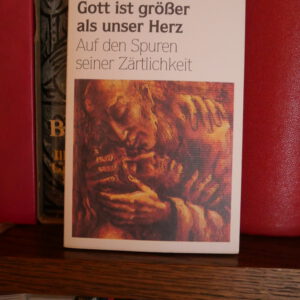 Gott ist größer
als unser Herz
Auf den Spuren
seiner Zärtlichkeit